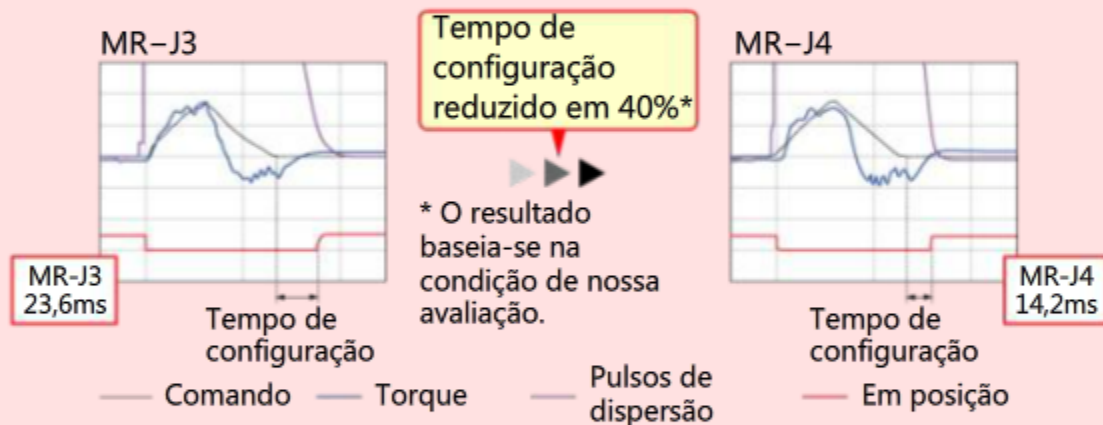 MR–J3
Tempo de
configuração
reduzido em 40%*
MR–J4
* O resultado
baseia-se na
condição de nossa
avaliação.
MR-J3
23,6ms
Tempo de
configuração
MR-J4
14,2ms
Tempo de
configuração
Comando
Torque
Pulsos de
dispersão
Em posição